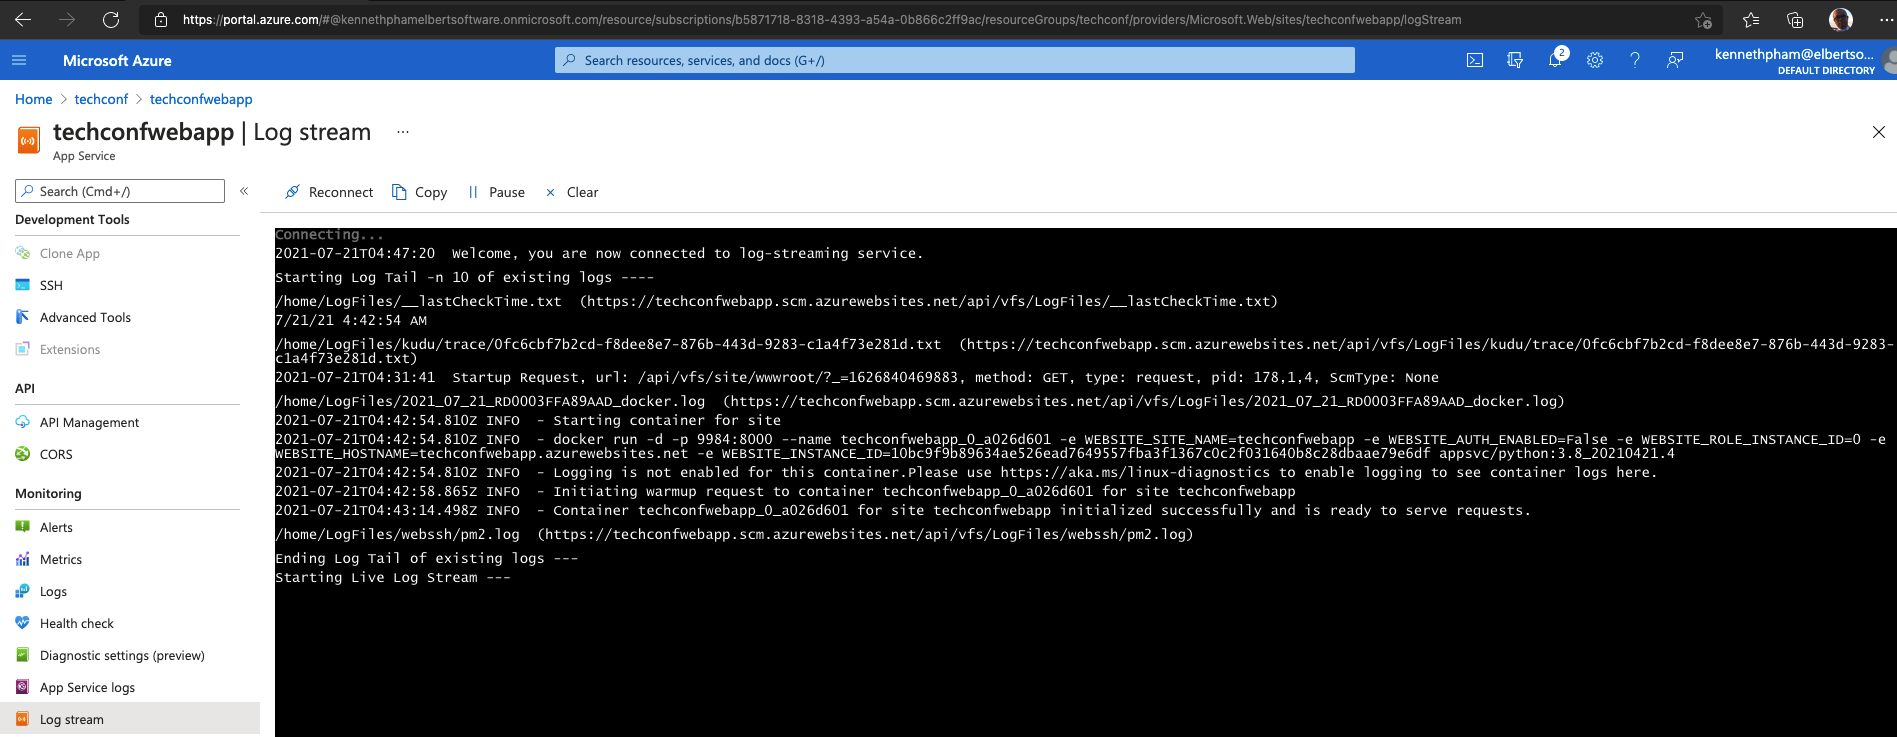 https://portal.azure.com/#@kennethphamelbertsoftware.onmicrosoft.com/resource/subscriptions/b5871718-8318-4393-a54a-0b866c2ff9ac/resourceGroups/techconf/providers/Microsoft.Web/sites/techconfwebapp/logStream
Microsoft Azure
Search resources, services, and docs (G+/)
2
kennethpham@elbertso...
DEFAULT DIRECTORY
Home > techconf > techconfwebapp
techconfwebapp | Log stream ...
App Service
Search (Cmd+/)
«
Reconnect Copy Pause Clear
Development Tools
Clone App
SSH
Advanced Tools
Extensions
API
API Management
CORS
Monitoring
Alerts
Metrics
Logs
Health check
Diagnostic settings (preview)
App Service logs
Log stream
Connecting...
2021-07-21T04:47:20  Welcome, you are now connected to log-streaming service.
Starting Log Tail -n 10 of existing logs ----
/home/LogFiles/__lastCheckTime.txt  (https://techconfwebapp.scm.azurewebsites.net/api/vfs/LogFiles/__lastCheckTime.txt)
7/21/21 4:42:54 AM
/home/LogFiles/kudu/trace/0fc6cbf7b2cd-f8dee8e7-876b-443d-9283-c1a4f73e281d.txt  (https://techconfwebapp.scm.azurewebsites.net/api/vfs/LogFiles/kudu/trace/0fc6cbf7b2cd-f8dee8e7-876b-443d-9283-
c1a4f73e281d.txt)
2021-07-21T04:31:41  Startup Request, url: /api/vfs/site/wwwroot/?_=1626840469883, method: GET, type: request, pid: 178,1,4, ScmType: None
/home/LogFiles/2021_07_21_RD0003FFA89AAD_docker.log  (https://techconfwebapp.scm.azurewebsites.net/api/vfs/LogFiles/2021_07_21_RD0003FFA89AAD_docker.log)
2021-07-21T04:42:54.810Z INFO  - Starting container for site
2021-07-21T04:42:54.810Z INFO  - docker run -d -p 9984:8000 --name techconfwebapp_0_a026d601 -e WEBSITE_SITE_NAME=techconfwebapp -e WEBSITE_AUTH_ENABLED=False -e WEBSITE_ROLE_INSTANCE_ID=0 -e
WEBSITE_HOSTNAME=techconfwebapp.azurewebsites.net -e WEBSITE_INSTANCE_ID=10bc9f9b89634ae526ead7649557fba3f1367c0c2f031640b8c28dbaae79e6df appsvc/python:3.8_20210421.4
2021-07-21T04:42:54.810Z INFO  - Logging is not enabled for this container.Please use https://aka.ms/linux-diagnostics to enable logging to see container logs here.
2021-07-21T04:42:58.865Z INFO  - Initiating warmup request to container techconfwebapp_0_a026d601 for site techconfwebapp
2021-07-21T04:43:14.498Z INFO  - Container techconfwebapp_0_a026d601 for site techconfwebapp initialized successfully and is ready to serve requests.
/home/LogFiles/webssh/pm2.log  (https://techconfwebapp.scm.azurewebsites.net/api/vfs/LogFiles/webssh/pm2.log)
Ending Log Tail of existing logs ---
Starting Live Log Stream ---